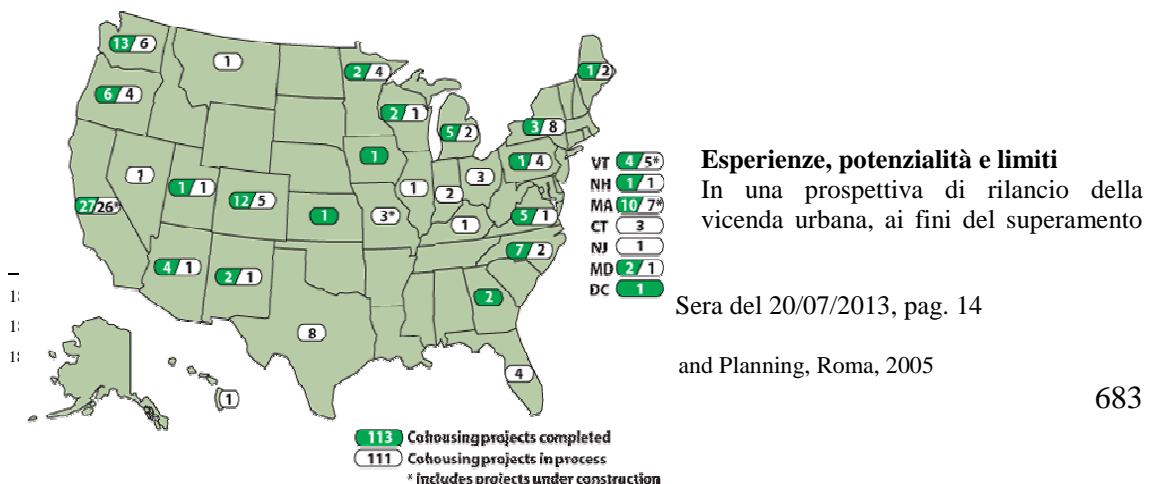 13/6
1
2/4
1/2
6/4
2/1
5/2
3/8
1
1/4
1
1/1
12/5
1
3*
1
2
3
1
5/1
27/26*
7/2
4/1
2/1
2
8
4
1
VT 4/5*
NH 1/1
MA 10/7*
CT 3
NJ 1
MD 2/1
DC 1
113 Cohousing projects completed
111 Cohousing projects in process
* includes projects under construction
Esperienze, potenzialità e limiti
In una prospettiva di rilancio della
vicenda urbana, ai fini del superamento
Sera del 20/07/2013, pag. 14
and Planning, Roma, 2005
683